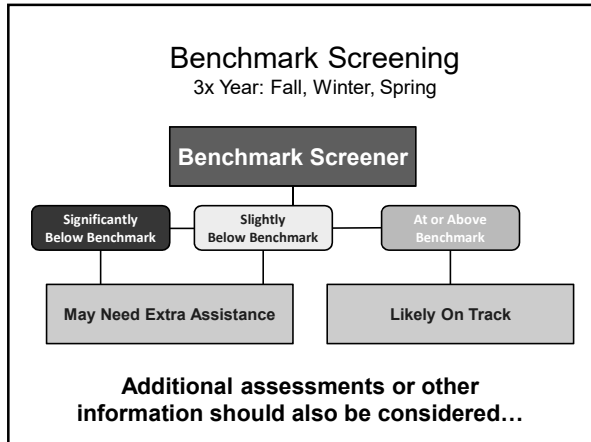 Benchmark Screening
3x Year: Fall, Winter, Spring
Benchmark Screener
Significantly
Below Benchmark
Slightly
Below Benchmark
At or Above
Benchmark
May Need Extra Assistance
Likely On Track
Additional assessments or other
information should also be considered…